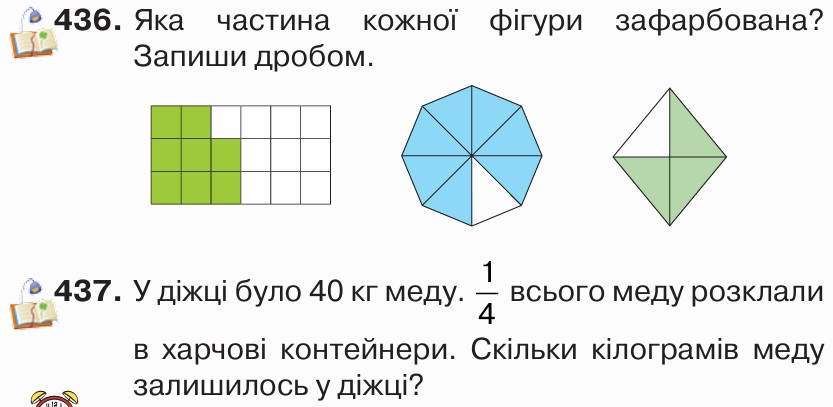 436. Яка частина кожної фігури зафарбована?
Запиши дробом.
437. У діжці було 40 кг меду. 1/4 всього меду розклали
в харчові контейнери. Скільки кілограмів меду
залишилось у діжці?